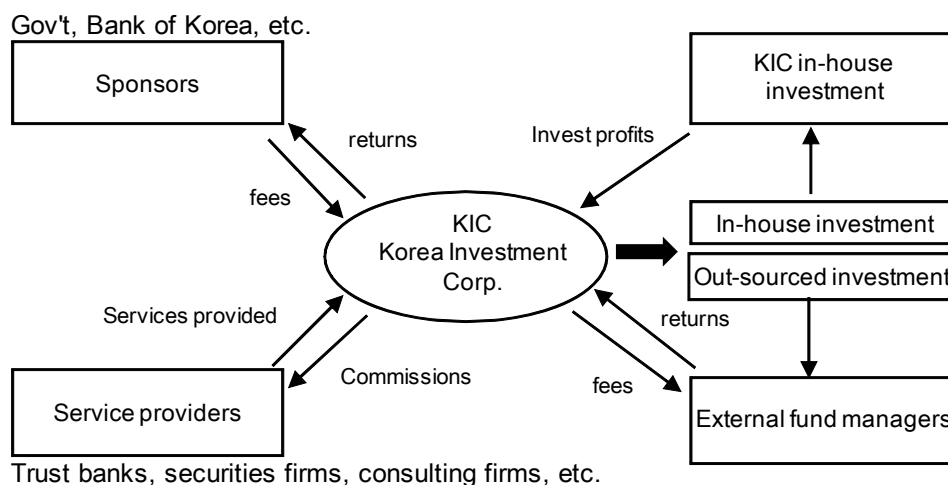 Gov't, Bank of Korea, etc.
Sponsors
KIC in-house
investment
returns
Invest profits
fees
KIC
Korea Investment
Corp.
In-house investment
Out-sourced investment
Services provided
returns
Commissions
fees
Service providers
External fund managers
Trust banks, securities firms, consulting firms, etc.